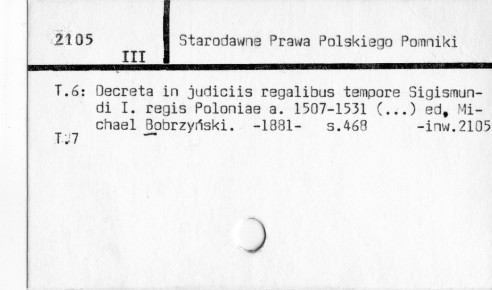 2105
III
Starodawne Prawa Polskiego Pomniki
T.6: Decreta in judiciis regalibus tempore Sigismun-
di I. regis Poloniae a. 1507-1531 (...) ed. Mi-
chael Bobrzyński. -1881- s.468 -inw.2105
T.7